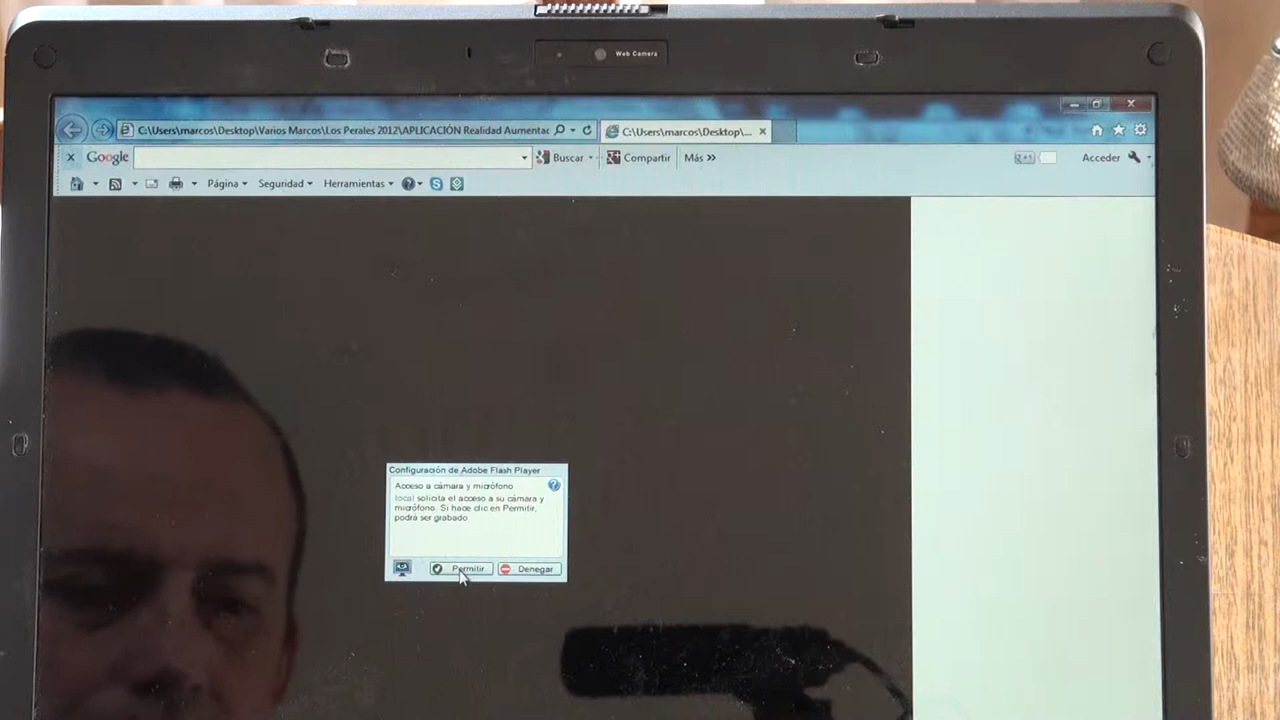 Web Camera
C:\Users\marcos\Desktop\Varios Marcos\Los Perales 2012\APLICACIÓN Realidad Aumentac
C:\Users\marcos\Desktop\...
Google
Buscar
Compartir
Más »
+1
Acceder
Página
Seguridad
Herramientas
Configuración de Adobe Flash Player
Acceso a cámara y micrófono
local solicita el acceso a su cámara y
micrófono. Si hace clic en Permitir,
podrá ser grabado
Permitir
Denegar